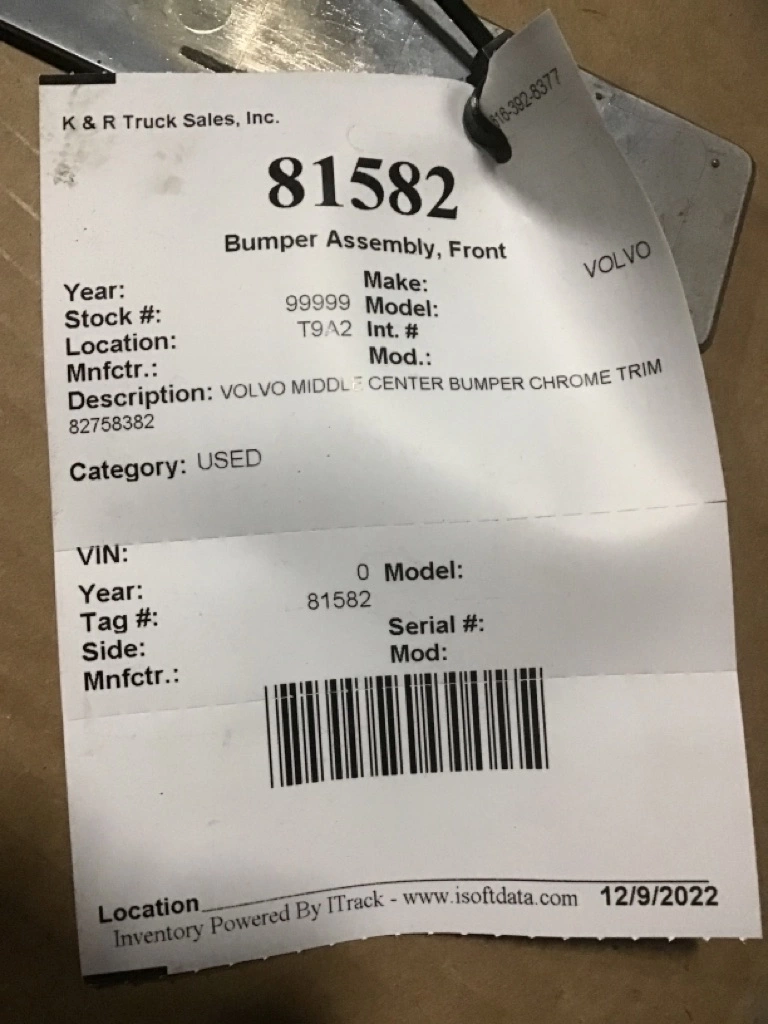 K & R Truck Sales, Inc.
616-392-8377
81582
Bumper Assembly, Front
Year: Make: VOLVO
Stock #: 99999 Model:
Location: T9A2 Int. #
Mnfctr.: Mod.:
Description: VOLVO MIDDLE CENTER BUMPER CHROME TRIM
82758382
Category: USED
VIN:
Year: 0 Model:
Tag #: 81582
Side: Serial #:
Mnfctr.: Mod:
Location
Inventory Powered By ITrack - www.isoftdata.com 12/9/2022